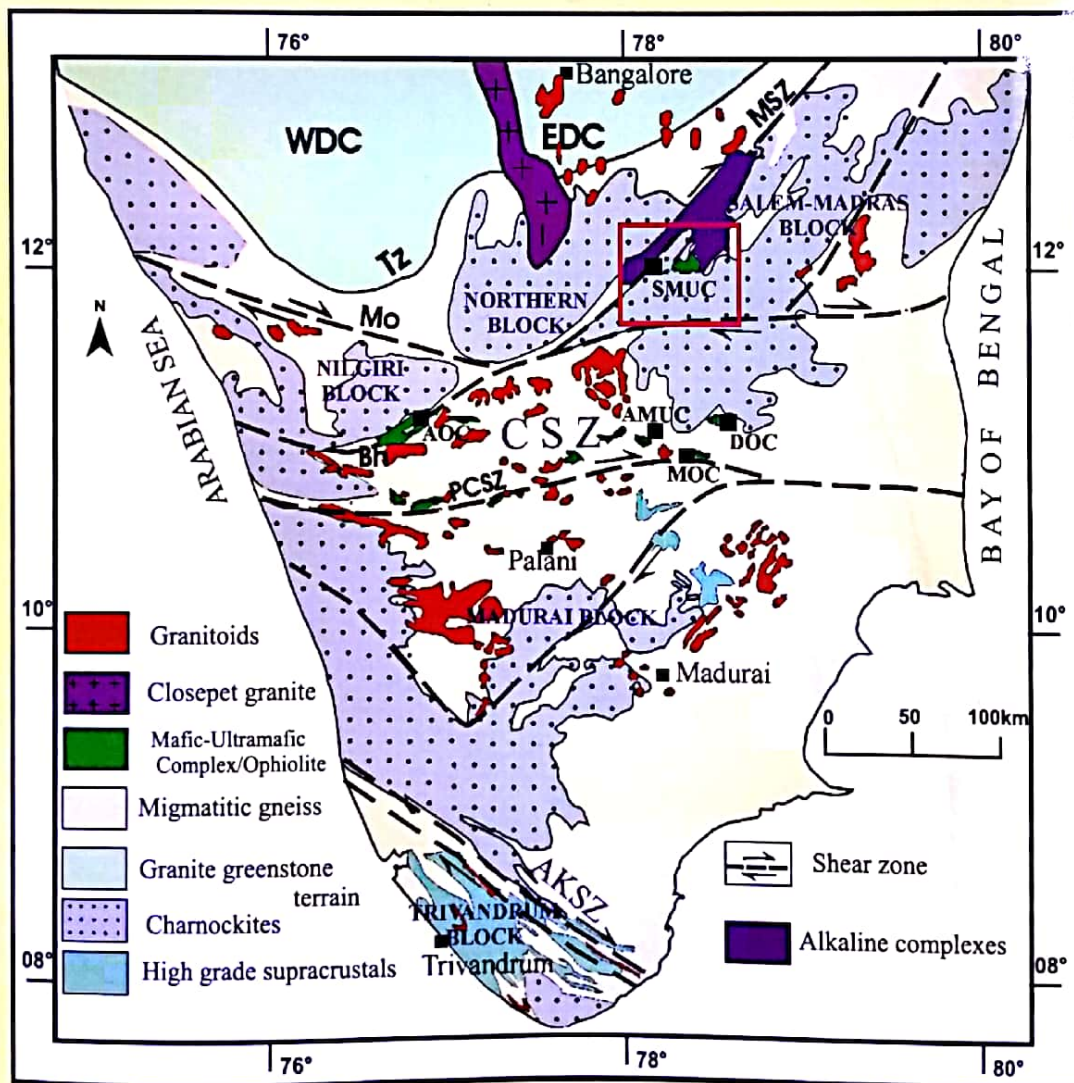 76°
78°
80°
Bangalore
WDC
EDC
MSZ
SALEM-MADRAS
BLOCK
12°
12°
Tz
SMUC
NORTHERN
BLOCK
N
Mo
NILGIRI
BLOCK
ARABIAN SEA
BAY OF BENGAL
AOC
C S Z
AMUC
DOC
Bh
MOC
PCSZ
Palani
10°
10°
MADURAI BLOCK
Madurai
0 50 100km
Granitoids
Closepet granite
Mafic-Ultramafic
Complex/Ophiolite
Migmatitic gneiss
Granite greenstone
terrain
Charnockites
High grade supracrustals
Shear zone
Alkaline complexes
AKSZ
TRIVANDRUM
BLOCK
Trivandrum
08°
08°
76°
78°
80°